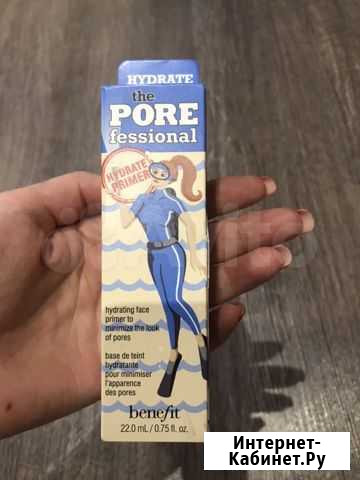 HYDRATE
the
PORE
fessional
HYDRATE
PRIMER
hydrating face
primer to
minimize the look
of pores
base de teint
hydratante
pour minimiser
l'apparence
des pores
benefit
22.0 mL / 0.75 fl. oz.
Avito
Интернет-
Кабинет.Ру